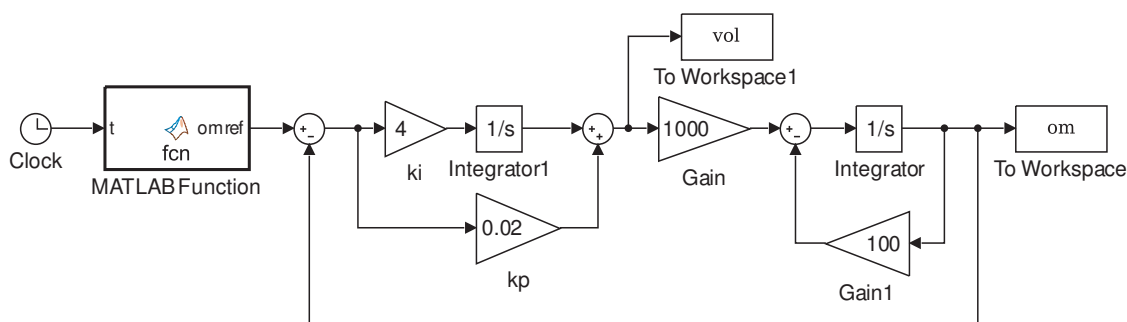 vol
To Workspace1
t
omref
fcn
MATLAB Function
Clock
+
−
4
ki
1/s
Integrator1
+
+
1000
Gain
+
−
1/s
Integrator
om
To Workspace
0.02
kp
100
Gain1